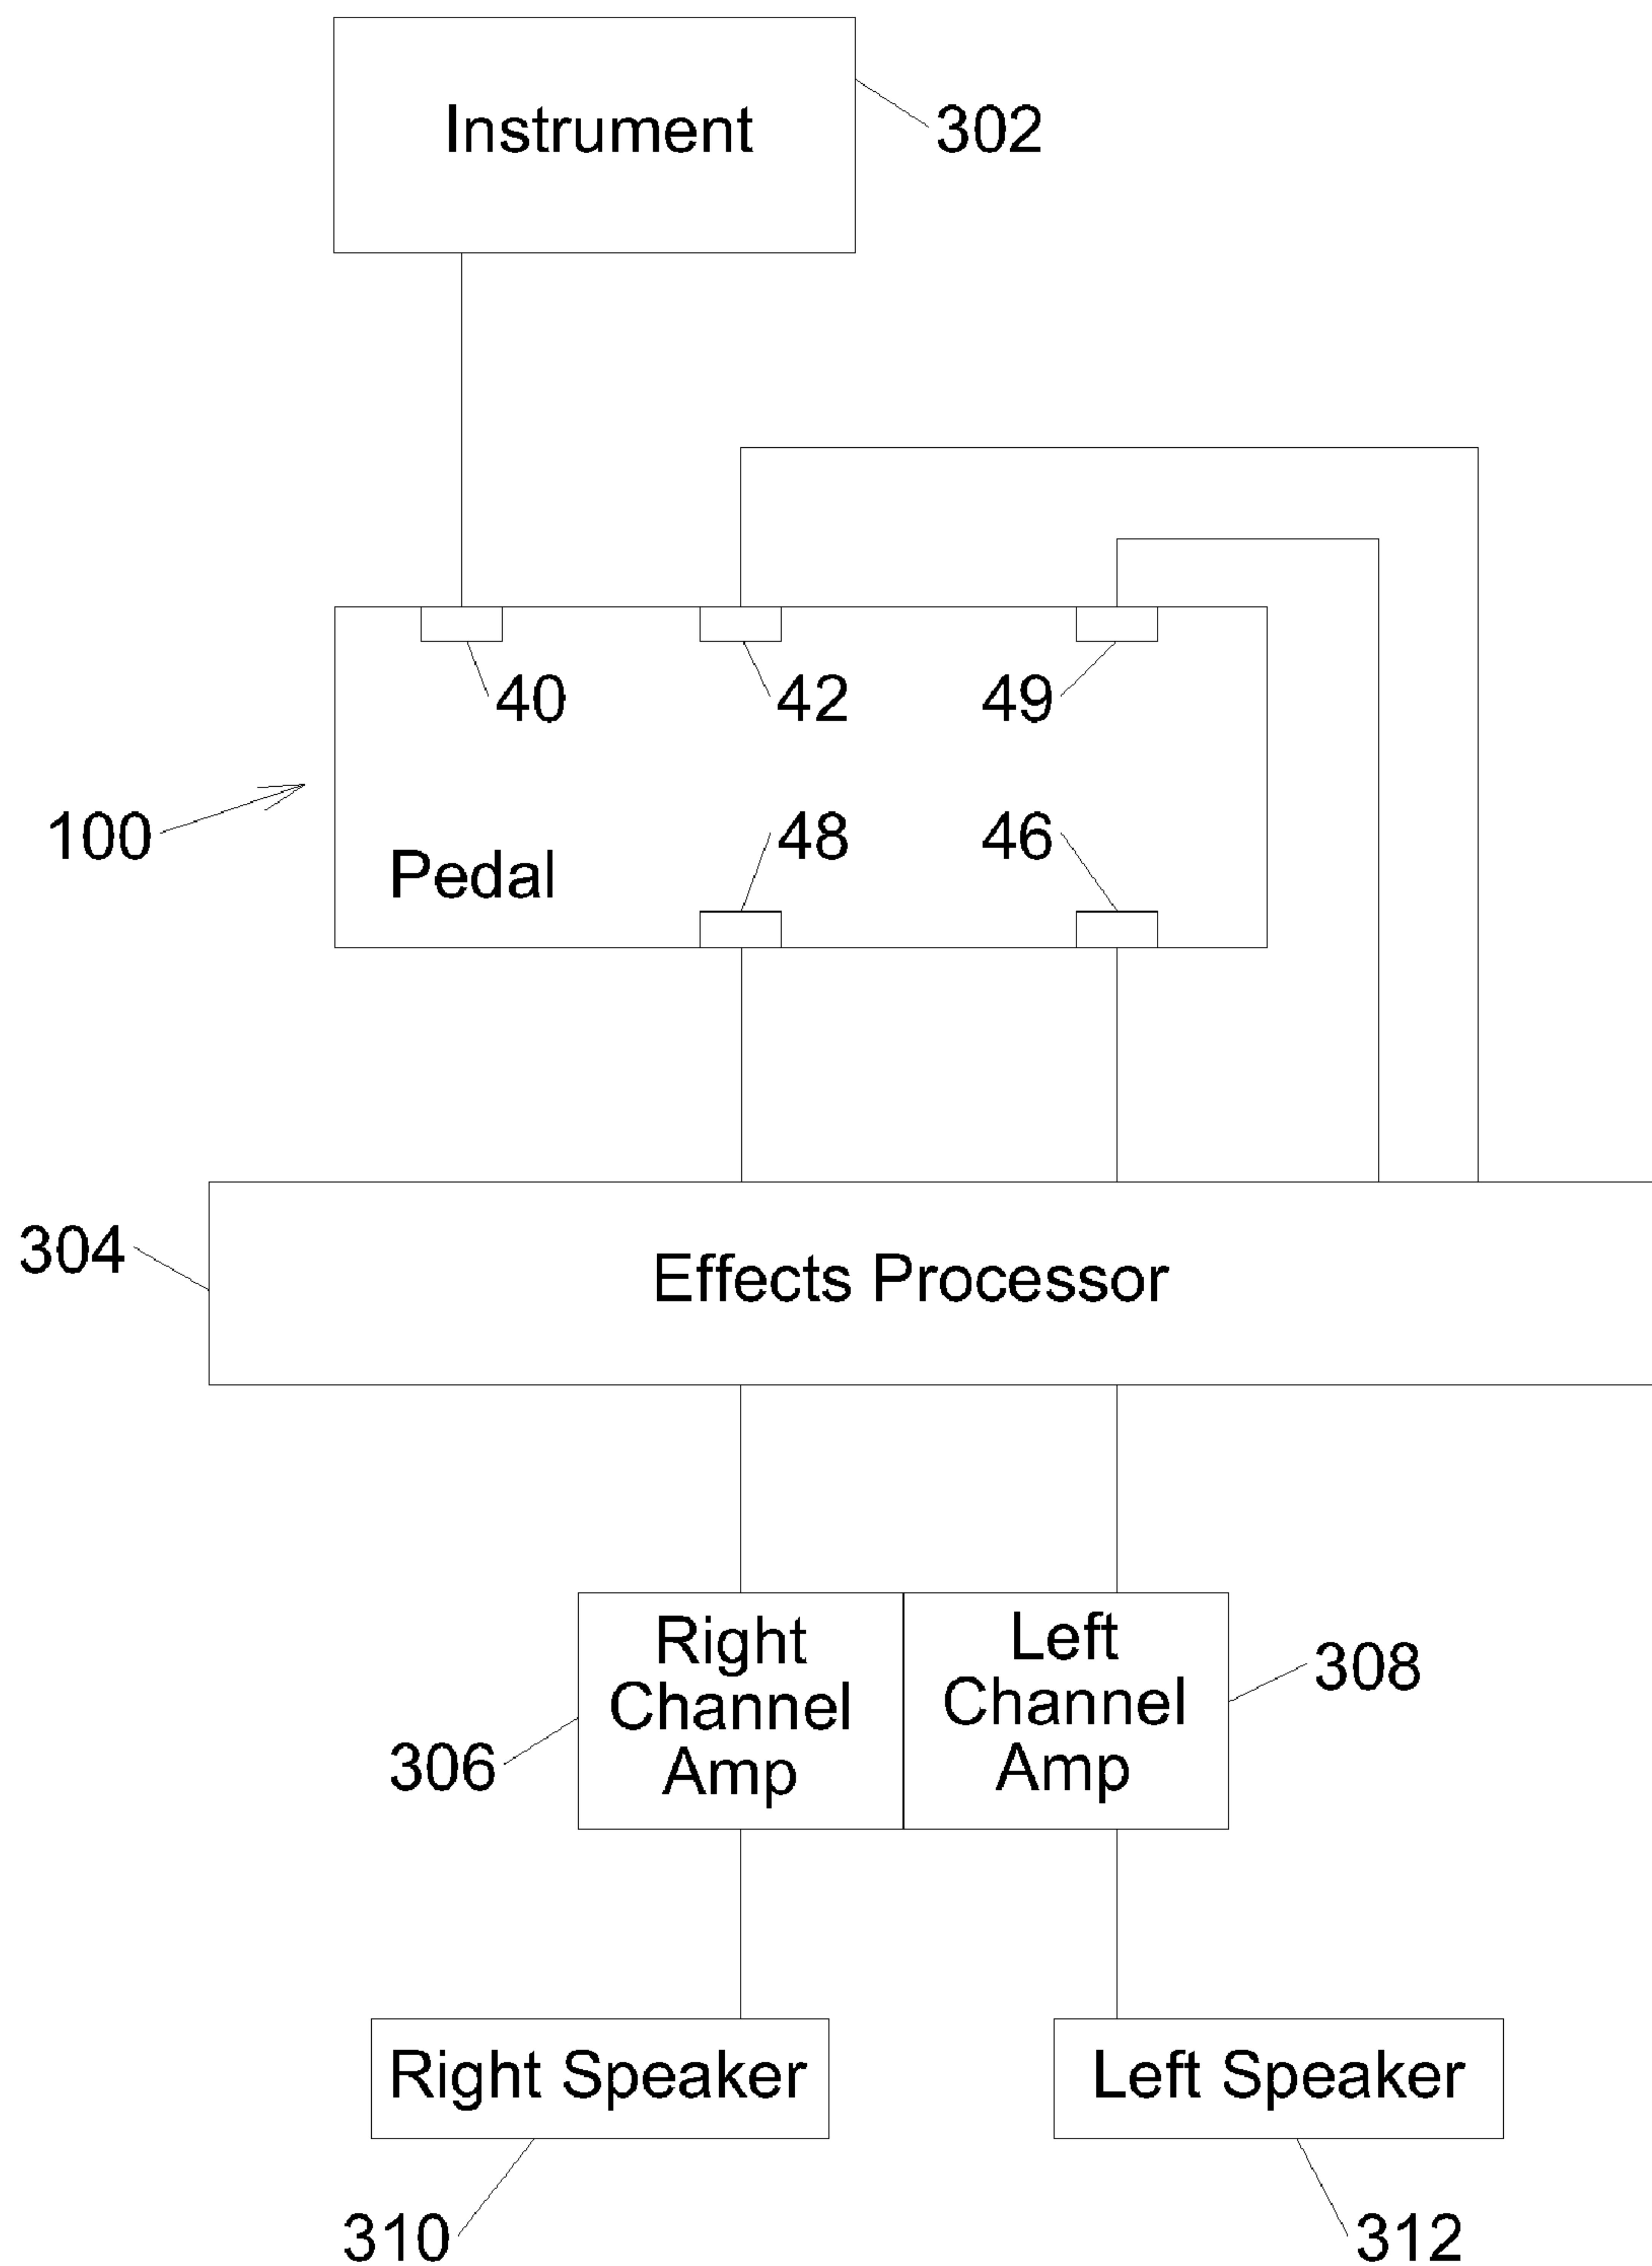 Instrument
302
40 42 49
100
48 46
Pedal
304
Effects Processor
Right
Channel
Amp
Left
Channel
Amp
308
306
Right Speaker
Left Speaker
310
312